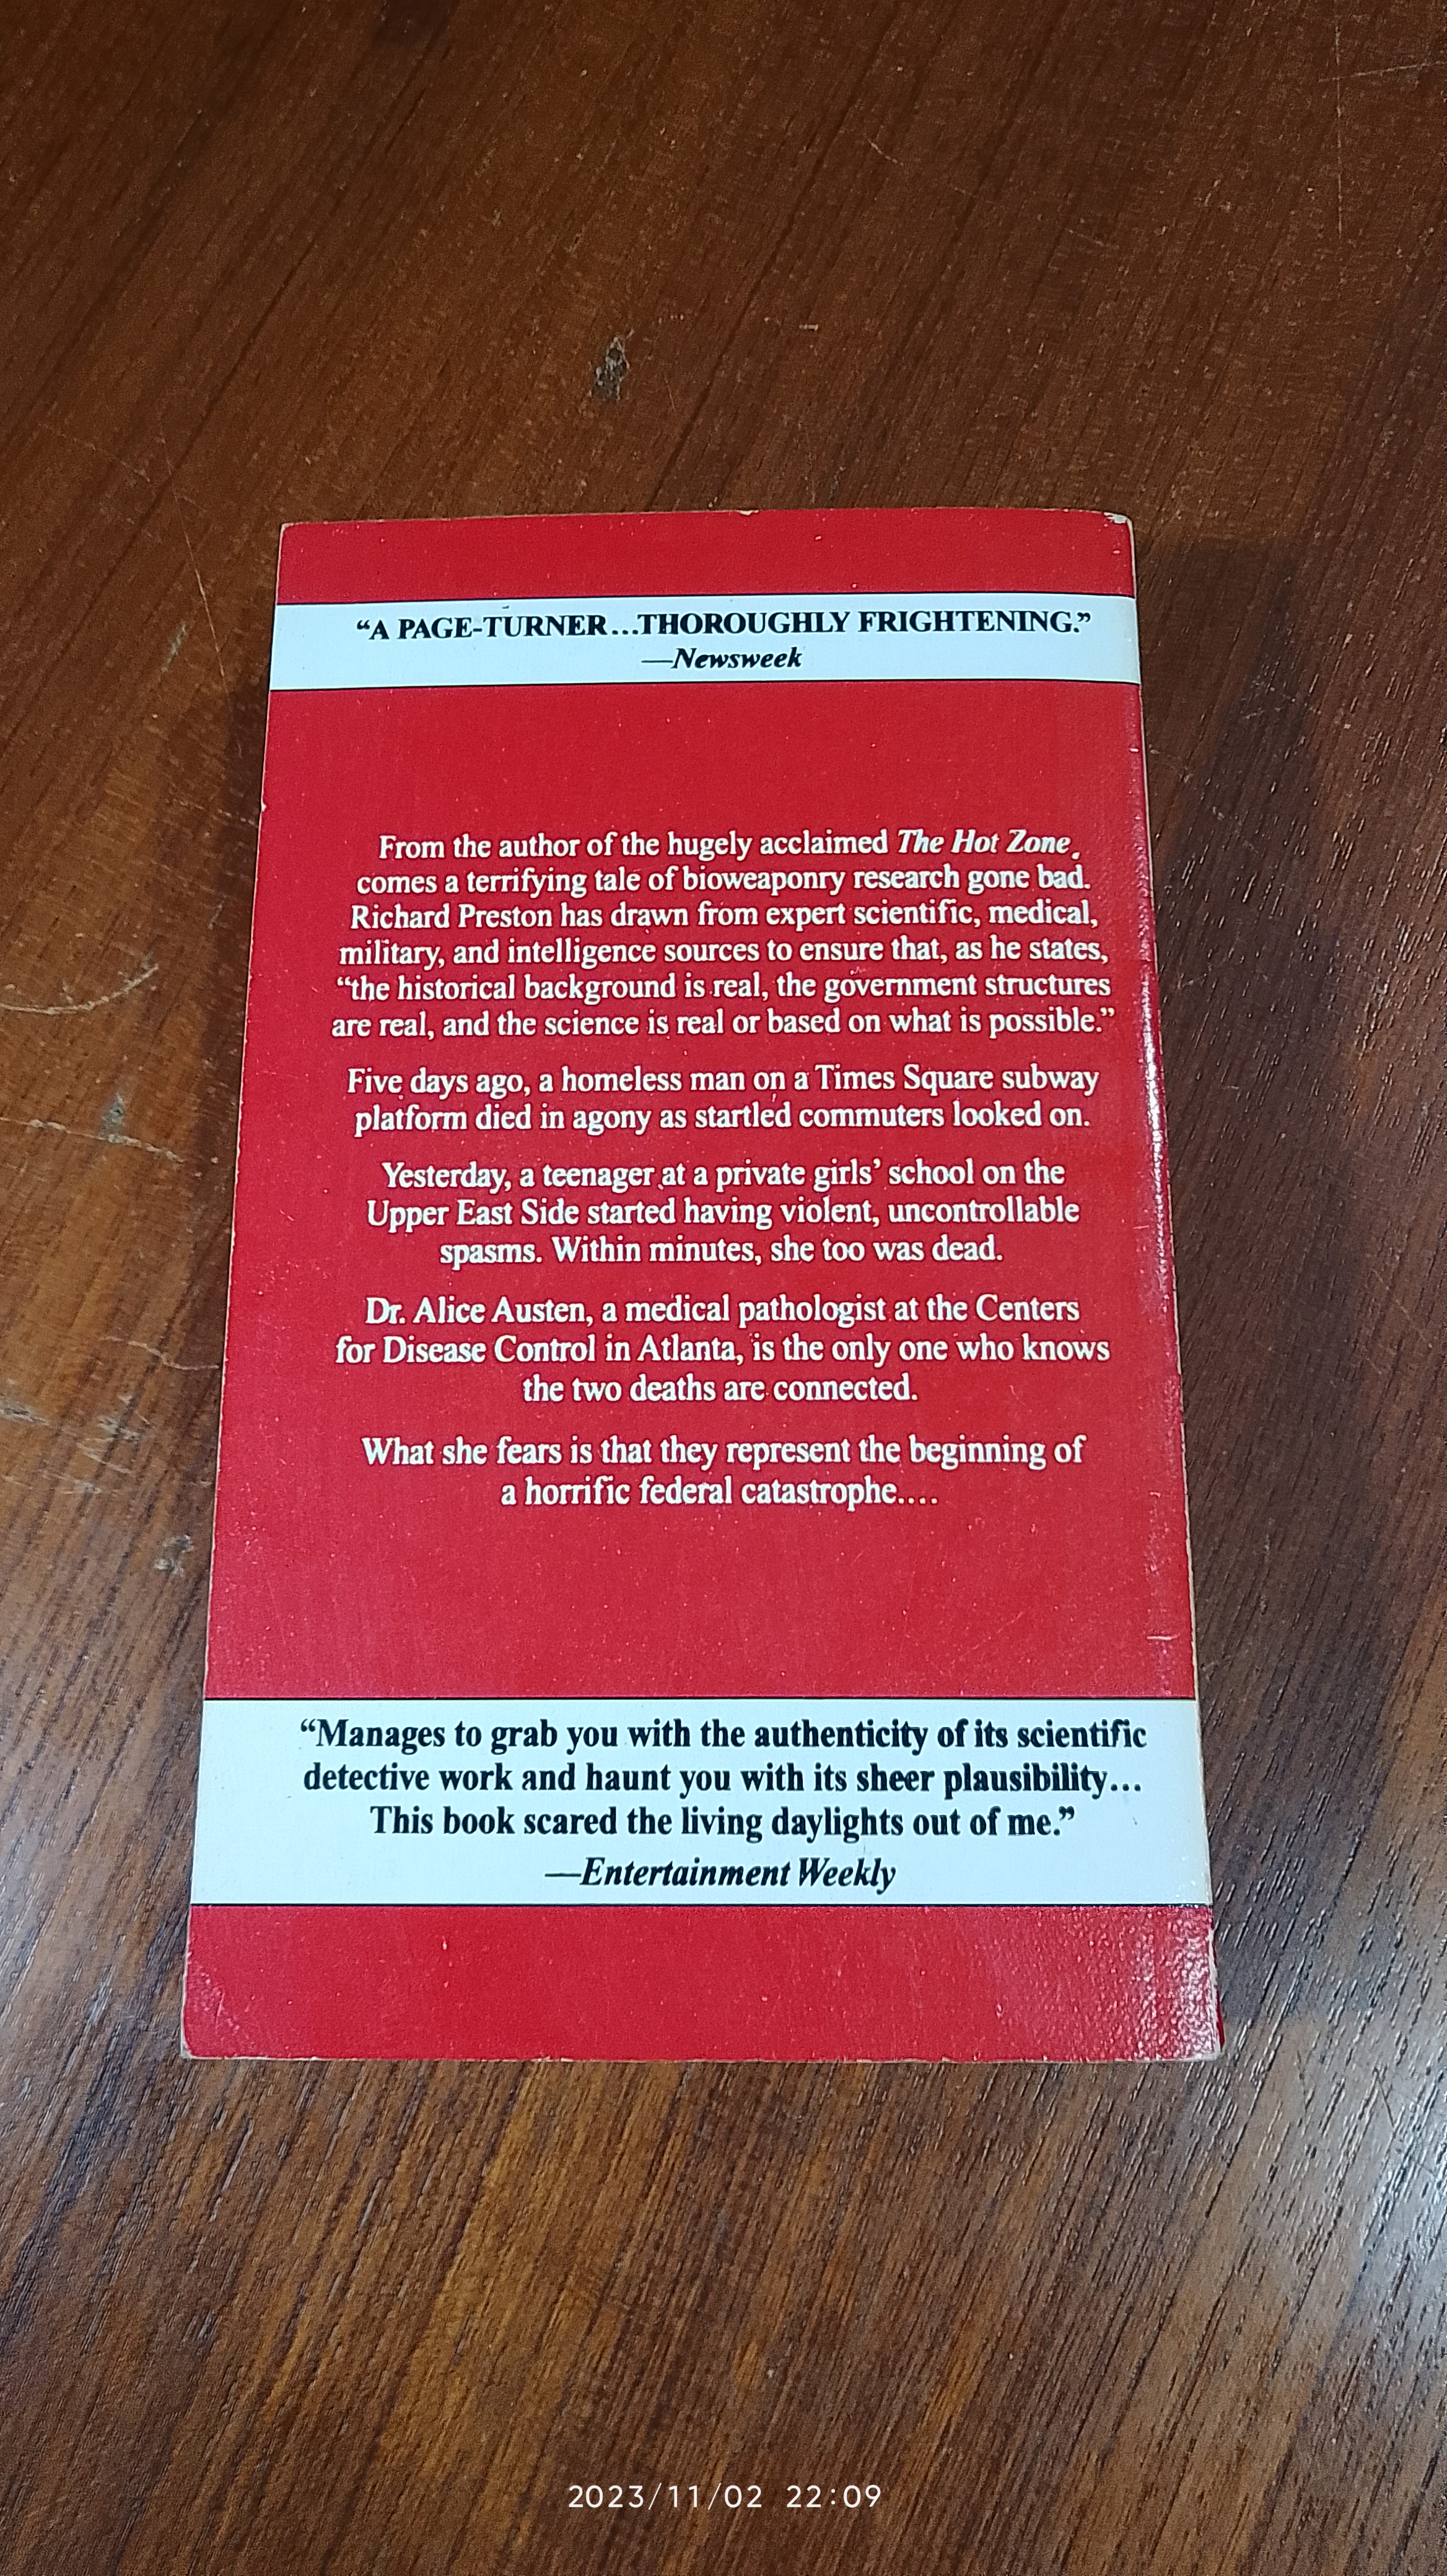 “A PAGE-TURNER...THOROUGHLY FRIGHTENING.”
—Newsweek
From the author of the hugely acclaimed The Hot Zone,
comes a terrifying tale of bioweaponry research gone bad.
Richard Preston has drawn from expert scientific, medical,
military, and intelligence sources to ensure that, as he states,
“the historical background is real, the government structures
are real, and the science is real or based on what is possible.”
Five days ago, a homeless man on a Times Square subway
platform died in agony as startled commuters looked on.
Yesterday, a teenager at a private girls’ school on the
Upper East Side started having violent, uncontrollable
spasms. Within minutes, she too was dead.
Dr. Alice Austen, a medical pathologist at the Centers
for Disease Control in Atlanta, is the only one who knows
the two deaths are connected.
What she fears is that they represent the beginning of
a horrific federal catastrophe....
“Manages to grab you with the authenticity of its scientific
detective work and haunt you with its sheer plausibility...
This book scared the living daylights out of me.”
—Entertainment Weekly
2023/11/02 22:09